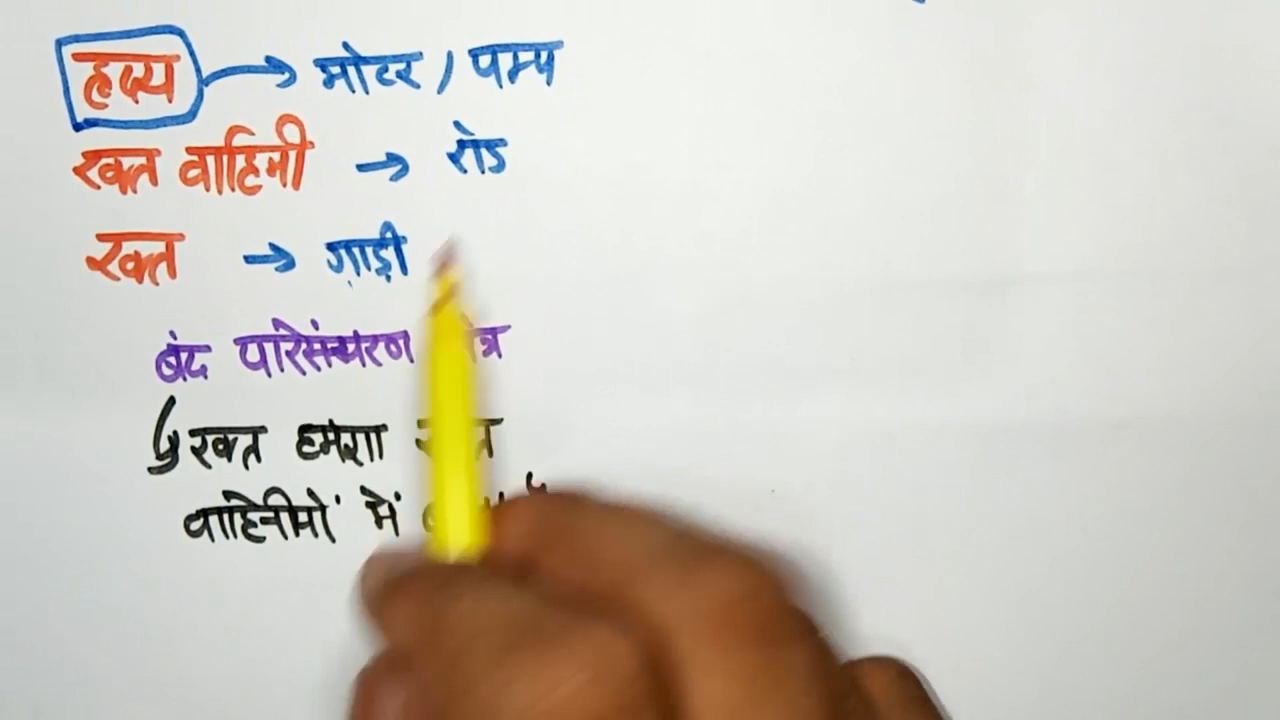 हृदय → मोटर / पम्प
रक्त वाहिनी → रोड
रक्त → गाड़ी
बंद परिसंचरण
रक्त हमेशा
वाहिनीयों में